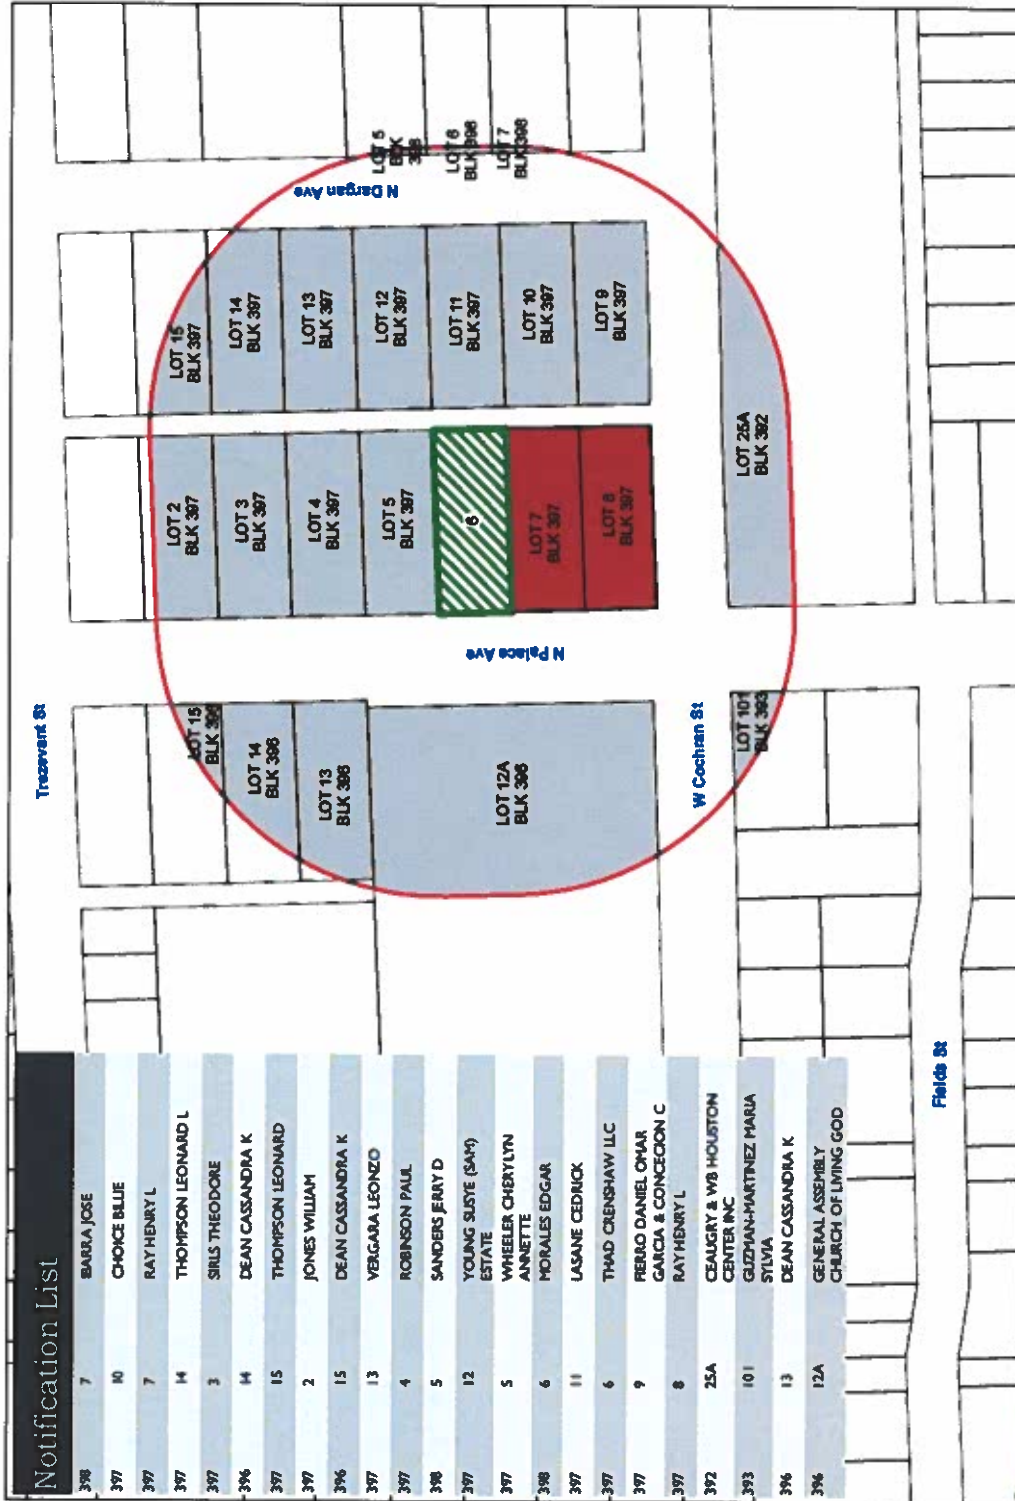 Notification List
398 7 IBARRA JOSE
397 10 CHOICE BILLIE
397 7 RAY HENRY L
397 14 THOMPSON LEONARD L
397 3 SIRLS THEODORE
396 14 DEAN CASSANDRA K
397 15 THOMPSON LEONARD
397 2 JONES WILLIAM
396 15 DEAN CASSANDRA K
397 13 VERGARA LEONZO
397 4 ROBINSON PAUL
398 5 SANDERS JERRY D
397 12 YOUNG SUSYE (SAM)
ESTATE
397 5 WHEELER CHERYLYN
ANNETTE
398 6 MORALES EDGAR
397 11 LASANE CEDRICK
397 6 THAD CRENSHAW LLC
397 9 FIERRO DANIEL OMAR
GARCIA & CONCECION C
397 8 RAY HENRY L
392 25A CEAUGRY & WB HOUSTON
CENTER INC
393 101 GUZMAN-MARTINEZ MARIA
SYLVIA
396 13 DEAN CASSANDRA K
396 12A GENERAL ASSEMBLY
CHURCH OF LIVING GOD
Trezevant St
LOT 15
BLK 396
LOT 14
BLK 396
LOT 13
BLK 396
LOT 12A
BLK 396
W Cochran St
LOT 101
BLK 393
Fields St
N Palace Ave
LOT 2
BLK 397
LOT 3
BLK 397
LOT 4
BLK 397
LOT 5
BLK 397
6
LOT 7
BLK 397
LOT 8
BLK 397
LOT 25A
BLK 392
LOT 15
BLK 397
LOT 14
BLK 397
LOT 13
BLK 397
LOT 12
BLK 397
LOT 11
BLK 397
LOT 10
BLK 397
LOT 9
BLK 397
N Dargan Ave
LOT 5
BLK
398
LOT 6
BLK 398
LOT 7
BLK 398